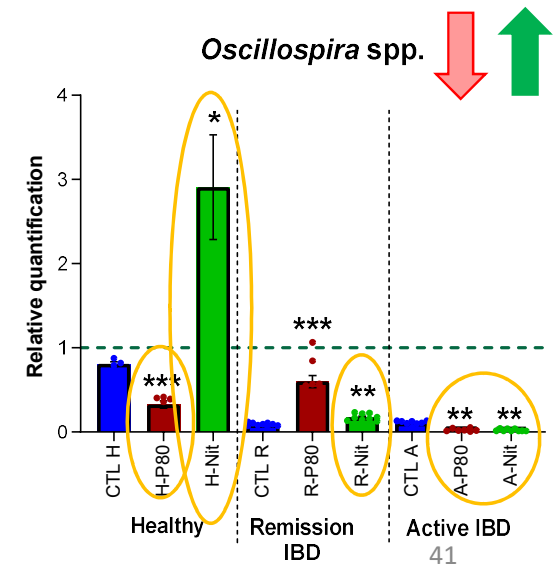 Oscillospira spp.
Relative quantification
4
3
2
1
0
*
***
***
**
**
**
CTL H
H-P80
H-Nit
CTL R
R-P80
R-Nit
CTL A
A-P80
A-Nit
Healthy
Remission
IBD
Active IBD
41